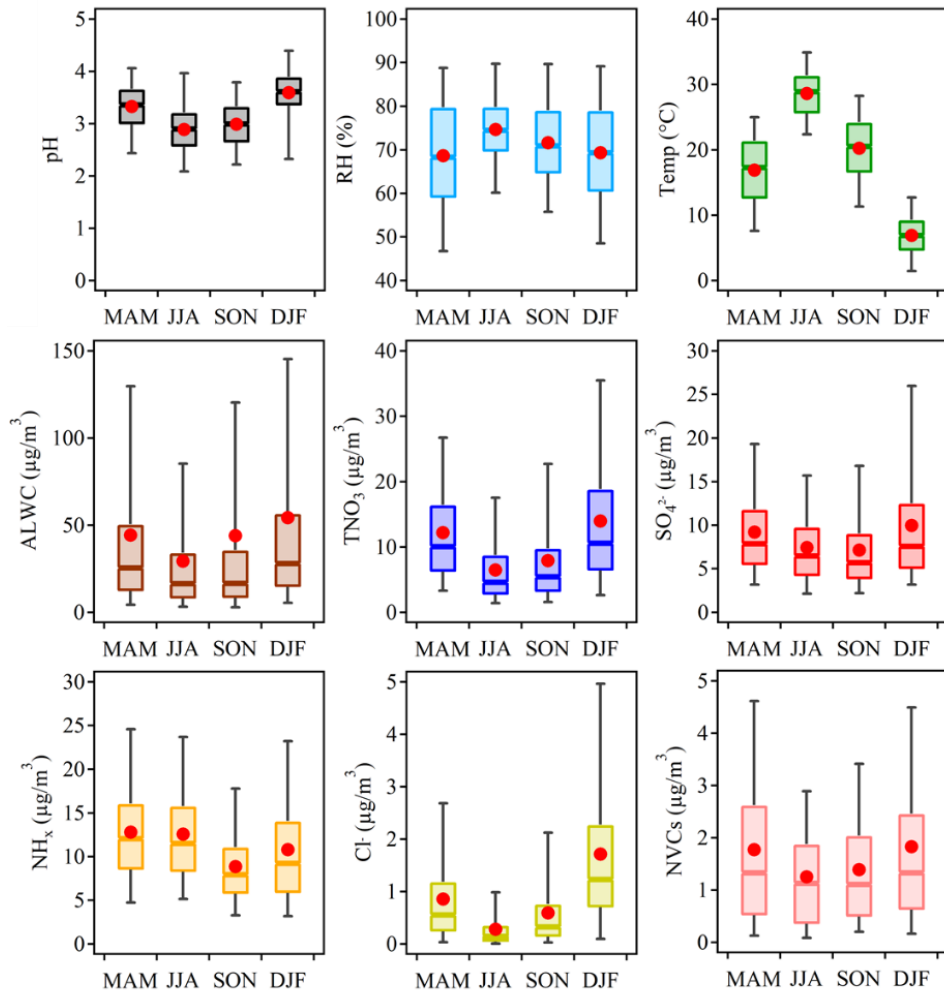 pH
5
4
3
2
1
0
MAM JJA SON DJF
RH (%)
100
90
80
70
60
50
40
MAM JJA SON DJF
Temp (°C)
40
30
20
10
0
MAM JJA SON DJF
ALWC (μg/m³)
150
100
50
0
MAM JJA SON DJF
TNO₃ (μg/m³)
40
30
20
10
0
MAM JJA SON DJF
SO₄²⁻ (μg/m³)
30
25
20
15
10
5
0
MAM JJA SON DJF
NHₓ (μg/m³)
30
25
20
15
10
5
0
MAM JJA SON DJF
Cl⁻ (μg/m³)
5
4
3
2
1
0
MAM JJA SON DJF
NVCs (μg/m³)
5
4
3
2
1
0
MAM JJA SON DJF